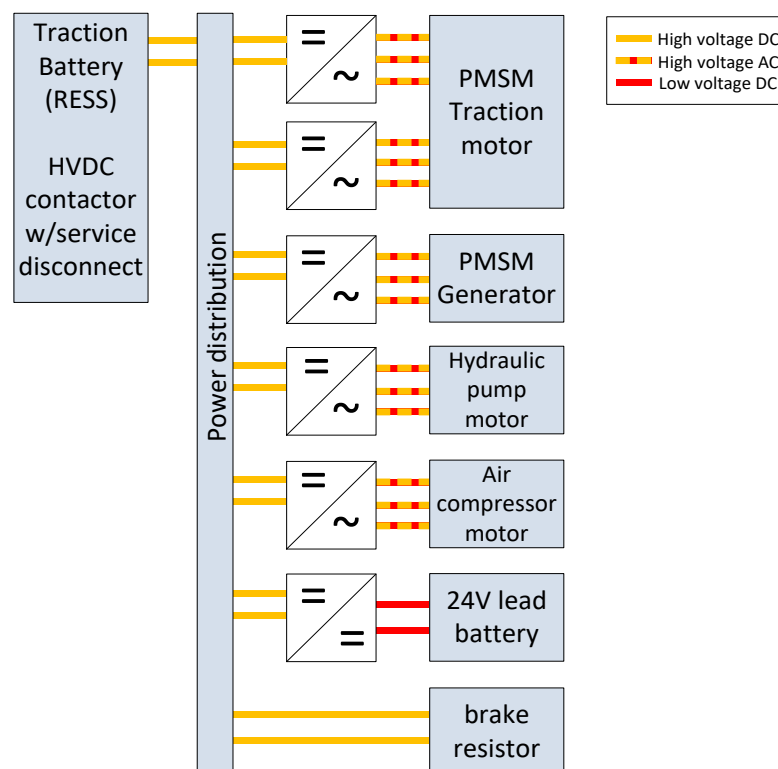 Traction
Battery
(RESS)
HVDC
contactor
w/service
disconnect
Power distribution
=
~
PMSM
Traction
motor
=
~
=
~
PMSM
Generator
=
~
Hydraulic
pump
motor
=
~
Air
compressor
motor
=
=
24V lead
battery
brake
resistor
High voltage DC
High voltage AC
Low voltage DC